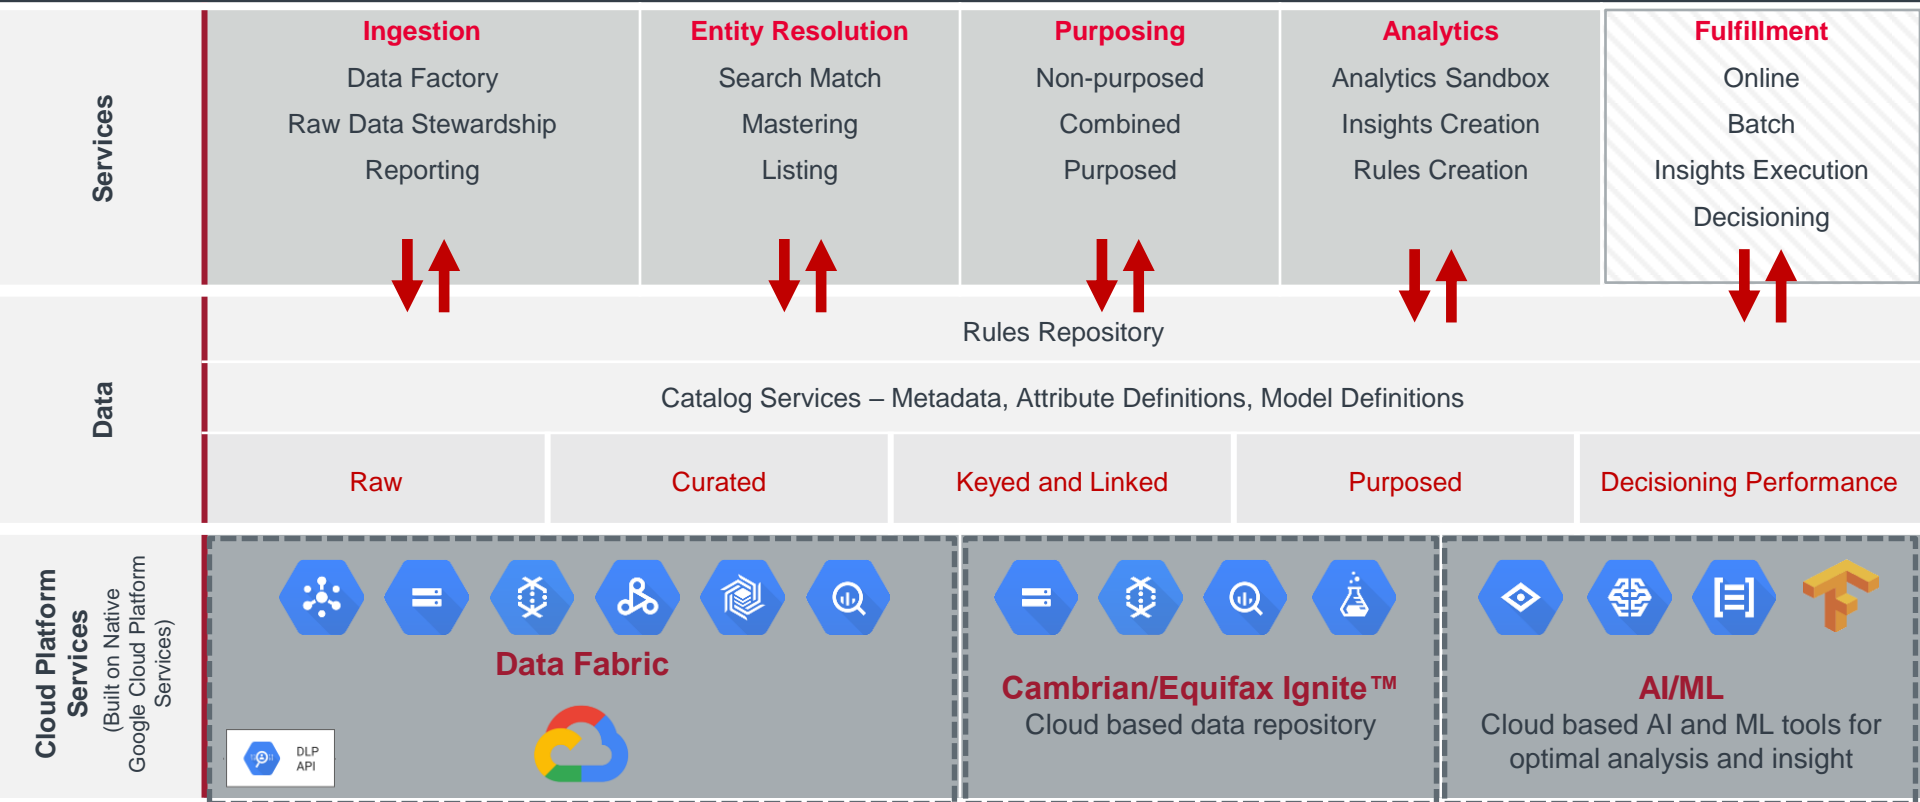 Services
Ingestion
Data Factory
Raw Data Stewardship
Reporting
Entity Resolution
Search Match
Mastering
Listing
Purposing
Non-purposed
Combined
Purposed
Analytics
Analytics Sandbox
Insights Creation
Rules Creation
Fulfillment
Online
Batch
Insights Execution
Decisioning
Data
Rules Repository
Catalog Services – Metadata, Attribute Definitions, Model Definitions
Raw
Curated
Keyed and Linked
Purposed
Decisioning Performance
Cloud Platform
Services
(Built on Native
Google Cloud Platform
Services)
Data Fabric
DLP
API
Cambrian/Equifax Ignite™
Cloud based data repository
AI/ML
Cloud based AI and ML tools for
optimal analysis and insight